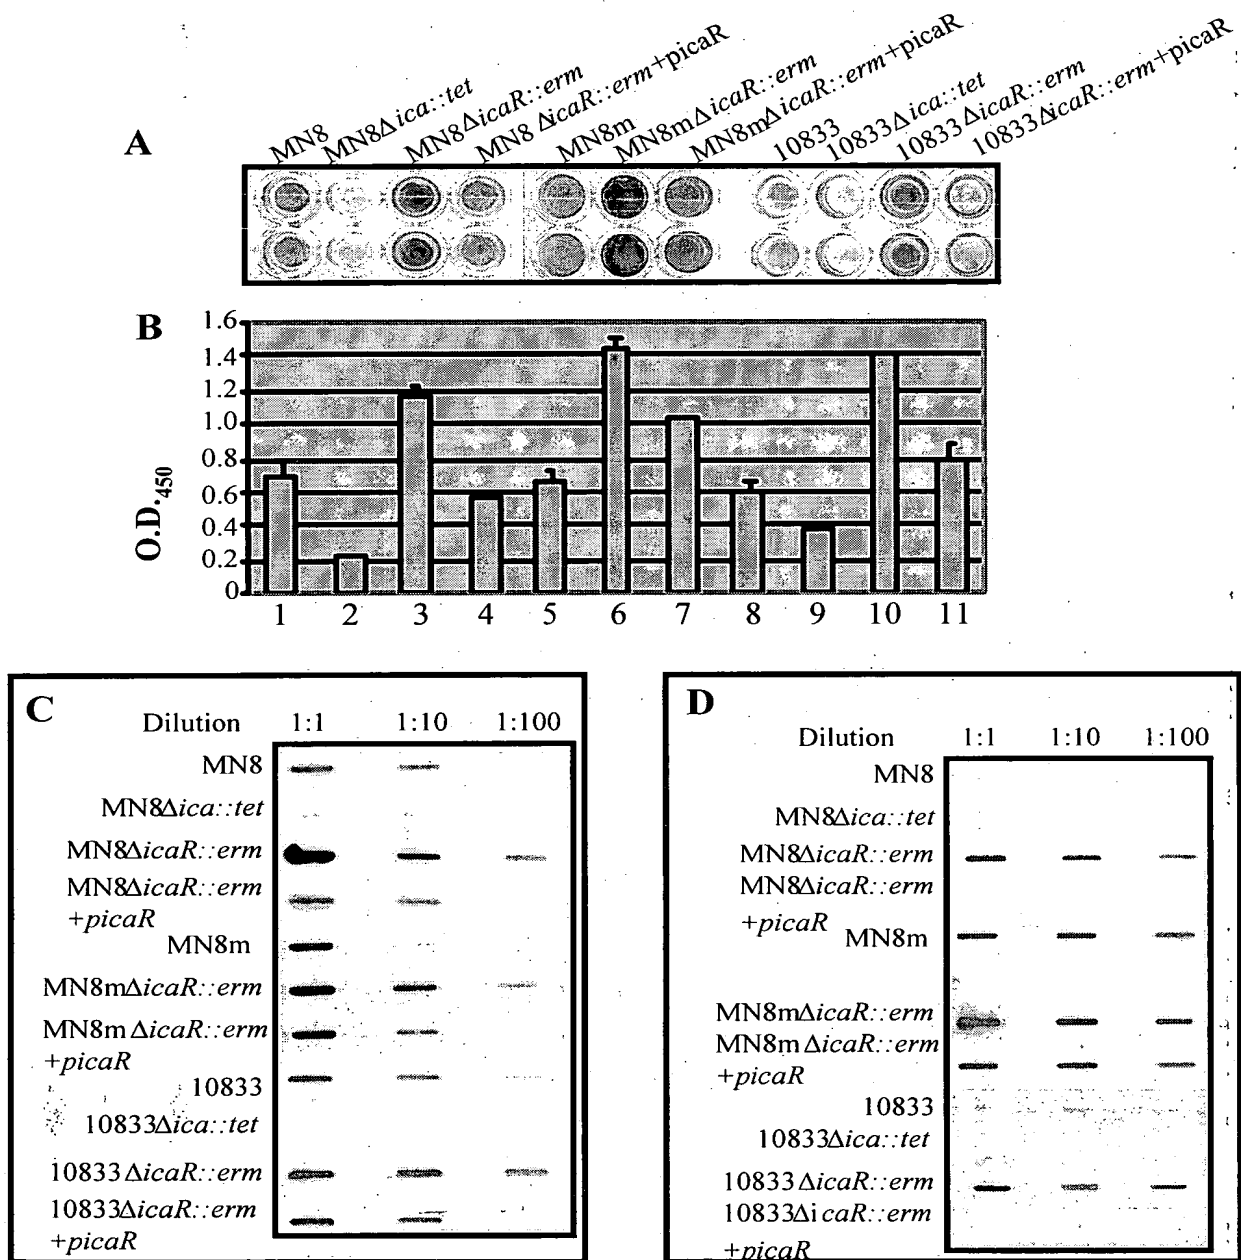 A
MN8
MN8Δica::tet
MN8ΔicaR::erm
MN8 ΔicaR::erm+picaR
MN8m
MN8mΔicaR::erm
MN8mΔicaR::erm+picaR
10833
10833Δica::tet
10833ΔicaR::erm
10833ΔicaR::erm+picaR
B
1.6
1.4
1.2
1.0
0.8
0.6
0.4
0.2
0
O.D.450
1 2 3 4 5 6 7 8 9 10 11
C
Dilution 1:1 1:10 1:100
MN8
MN8Δica::tet
MN8ΔicaR::erm
MN8ΔicaR::erm
+picaR
MN8m
MN8mΔicaR::erm
MN8m ΔicaR::erm
+picaR
10833
10833Δica::tet
10833ΔicaR::erm
10833ΔicaR::erm
+picaR
D
Dilution 1:1 1:10 1:100
MN8
MN8Δica::tet
MN8ΔicaR::erm
MN8ΔicaR::erm
+picaR
MN8m
MN8mΔicaR::erm
MN8m ΔicaR::erm
+picaR
10833
10833Δica::tet
10833ΔicaR::erm
10833ΔicaR::erm
+picaR